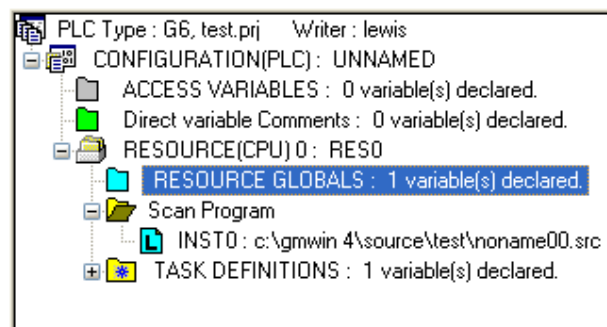 PLC Type : G6, test.prj Writer : lewis
CONFIGURATION(PLC) : UNNAMED
ACCESS VARIABLES : 0 variable(s) declared.
Direct variable Comments : 0 variable(s) declared.
RESOURCE(CPU) 0 : RES0
RESOURCE GLOBALS : 1 variable(s) declared.
Scan Program
INST0 : c:\gmwin 4\source\test\noname00.src
TASK DEFINITIONS : 1 variable(s) declared.